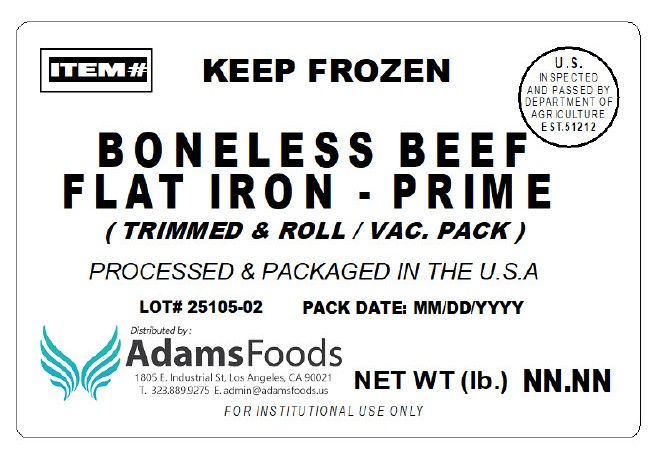 ITEM#
KEEP FROZEN
U.S.
INSPECTED
AND PASSED BY
DEPARTMENT OF
AGRICULTURE
EST.51212
BONELESS BEEF
FLAT IRON - PRIME
( TRIMMED & ROLL / VAC. PACK )
PROCESSED & PACKAGED IN THE U.S.A
LOT# 25105-02 PACK DATE: MM/DD/YYYY
Distributed by :
AdamsFoods
1805 E. Industrial St, Los Angeles, CA 90021
T. 323.889.9275 E. admin@adamsfoods.us
NET WT (lb.) NN.NN
FOR INSTITUTIONAL USE ONLY